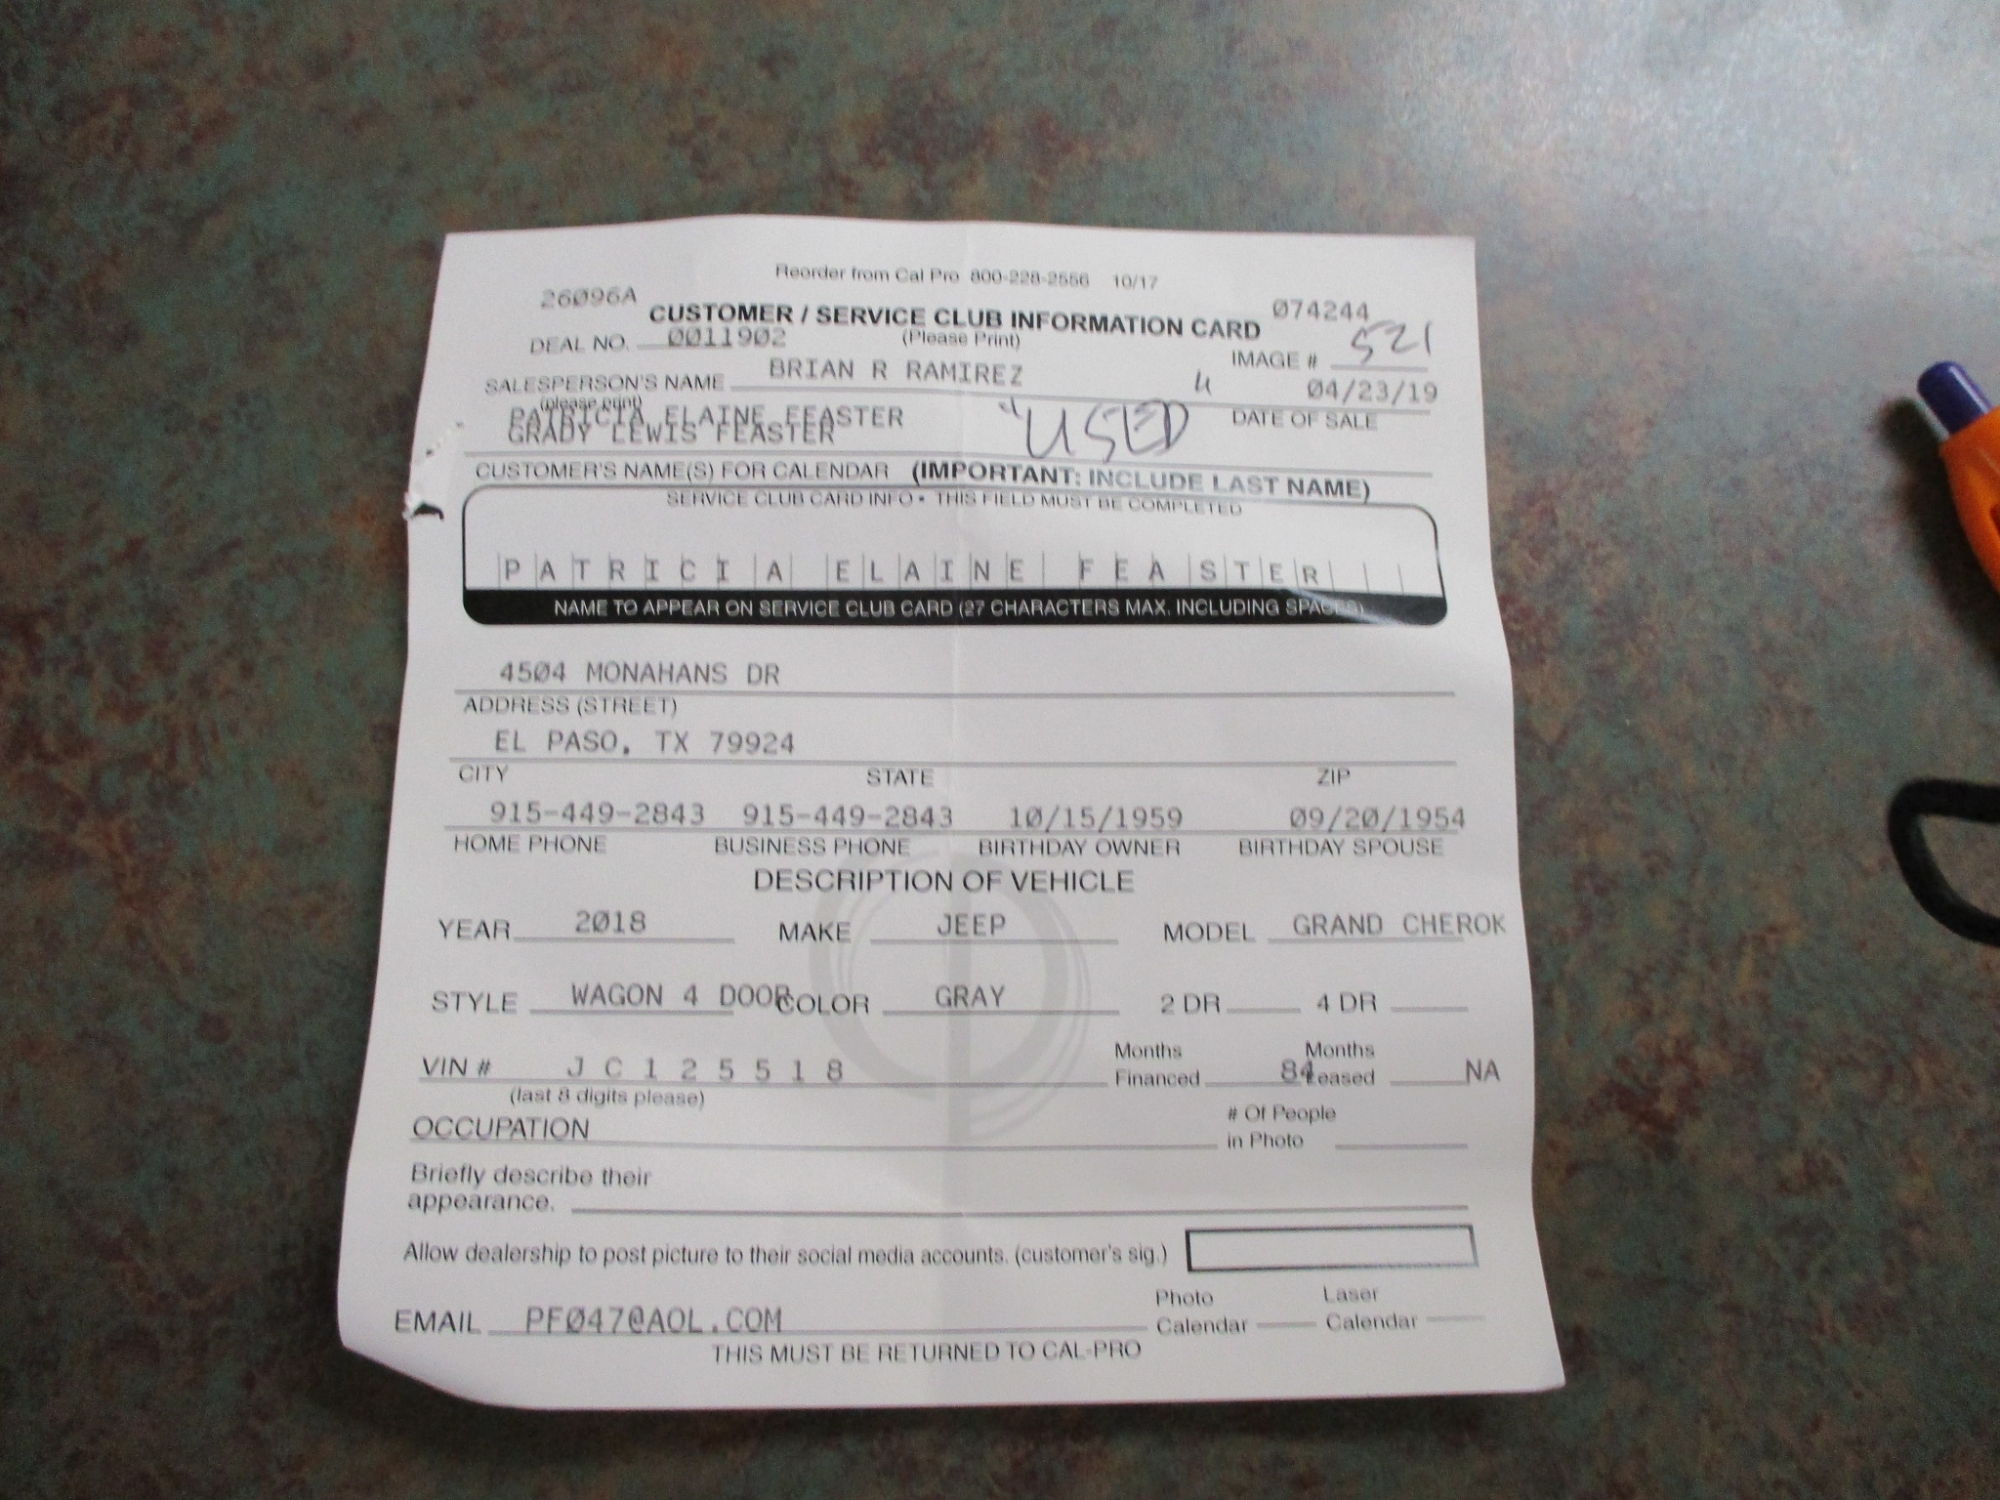 Reorder from Cal Pro 800-228-2556 10/17
26096A
074244
CUSTOMER / SERVICE CLUB INFORMATION CARD
DEAL NO. 0011902 (Please Print) IMAGE # 521
SALESPERSON'S NAME BRIAN R RAMIREZ 04/23/19
(please print) DATE OF SALE
PATRICIA ELAINE FEASTER "USED"
GRADY LEWIS FEASTER
CUSTOMER'S NAME(S) FOR CALENDAR (IMPORTANT: INCLUDE LAST NAME)
SERVICE CLUB CARD INFO • THIS FIELD MUST BE COMPLETED
PATRICIA ELAINE FEASTER
NAME TO APPEAR ON SERVICE CLUB CARD (27 CHARACTERS MAX. INCLUDING SPACES)
4504 MONAHANS DR
ADDRESS (STREET)
EL PASO, TX 79924
CITY STATE ZIP
915-449-2843 915-449-2843 10/15/1959 09/20/1954
HOME PHONE BUSINESS PHONE BIRTHDAY OWNER BIRTHDAY SPOUSE
DESCRIPTION OF VEHICLE
YEAR 2018 MAKE JEEP MODEL GRAND CHEROK
STYLE WAGON 4 DOOR COLOR GRAY 2 DR 4 DR
VIN # JC125518 Months Financed 84 Months Leased NA
(last 8 digits please)
OCCUPATION # Of People in Photo
Briefly describe their
appearance.
Allow dealership to post picture to their social media accounts. (customer's sig.)
EMAIL PF047@AOL.COM Photo Calendar Laser Calendar
THIS MUST BE RETURNED TO CAL-PRO